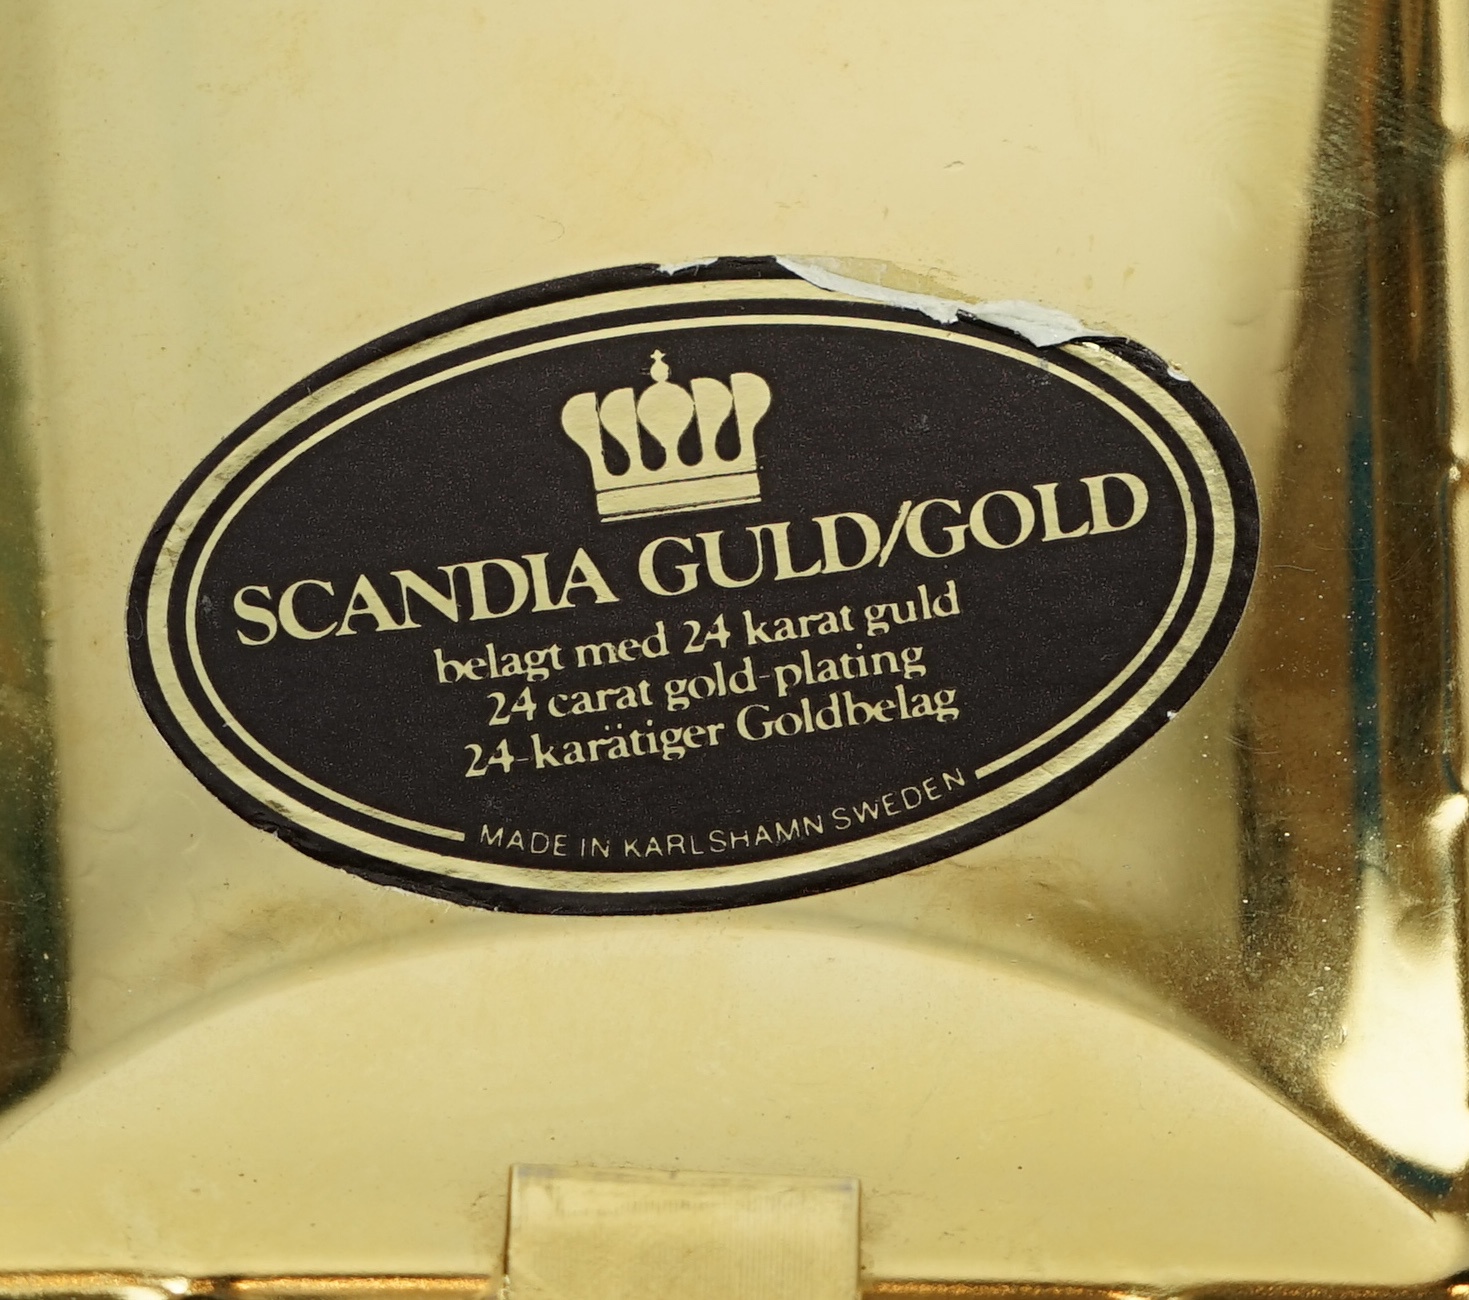 SCANDIA GULD/GOLD
belagt med 24 karat guld
24 carat gold-plating
24-karätiger Goldbelag
MADE IN KARLSHAMN SWEDEN